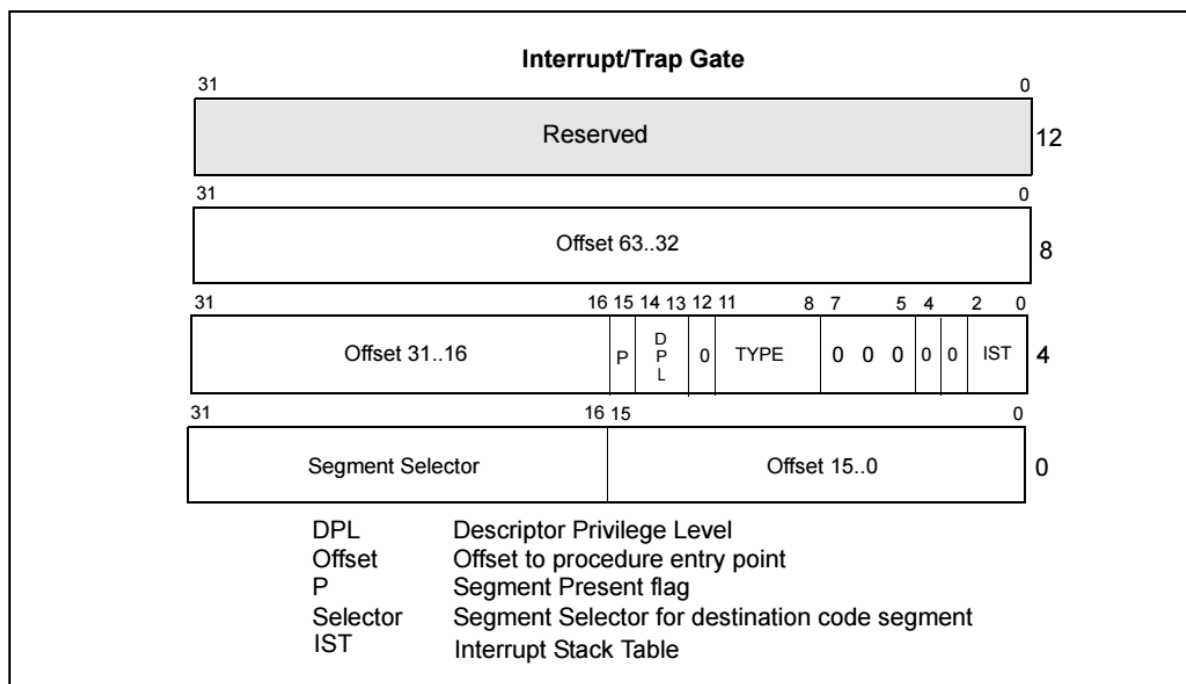 Interrupt/Trap Gate
31 0
Reserved 12
31 0
Offset 63..32 8
31 16 15 14 13 12 11 8 7 5 4 2 0
Offset 31..16 P DPL 0 TYPE 0 0 0 0 0 IST 4
31 16 15 0
Segment Selector Offset 15..0 0
DPL Descriptor Privilege Level
Offset Offset to procedure entry point
P Segment Present flag
Selector Segment Selector for destination code segment
IST Interrupt Stack Table